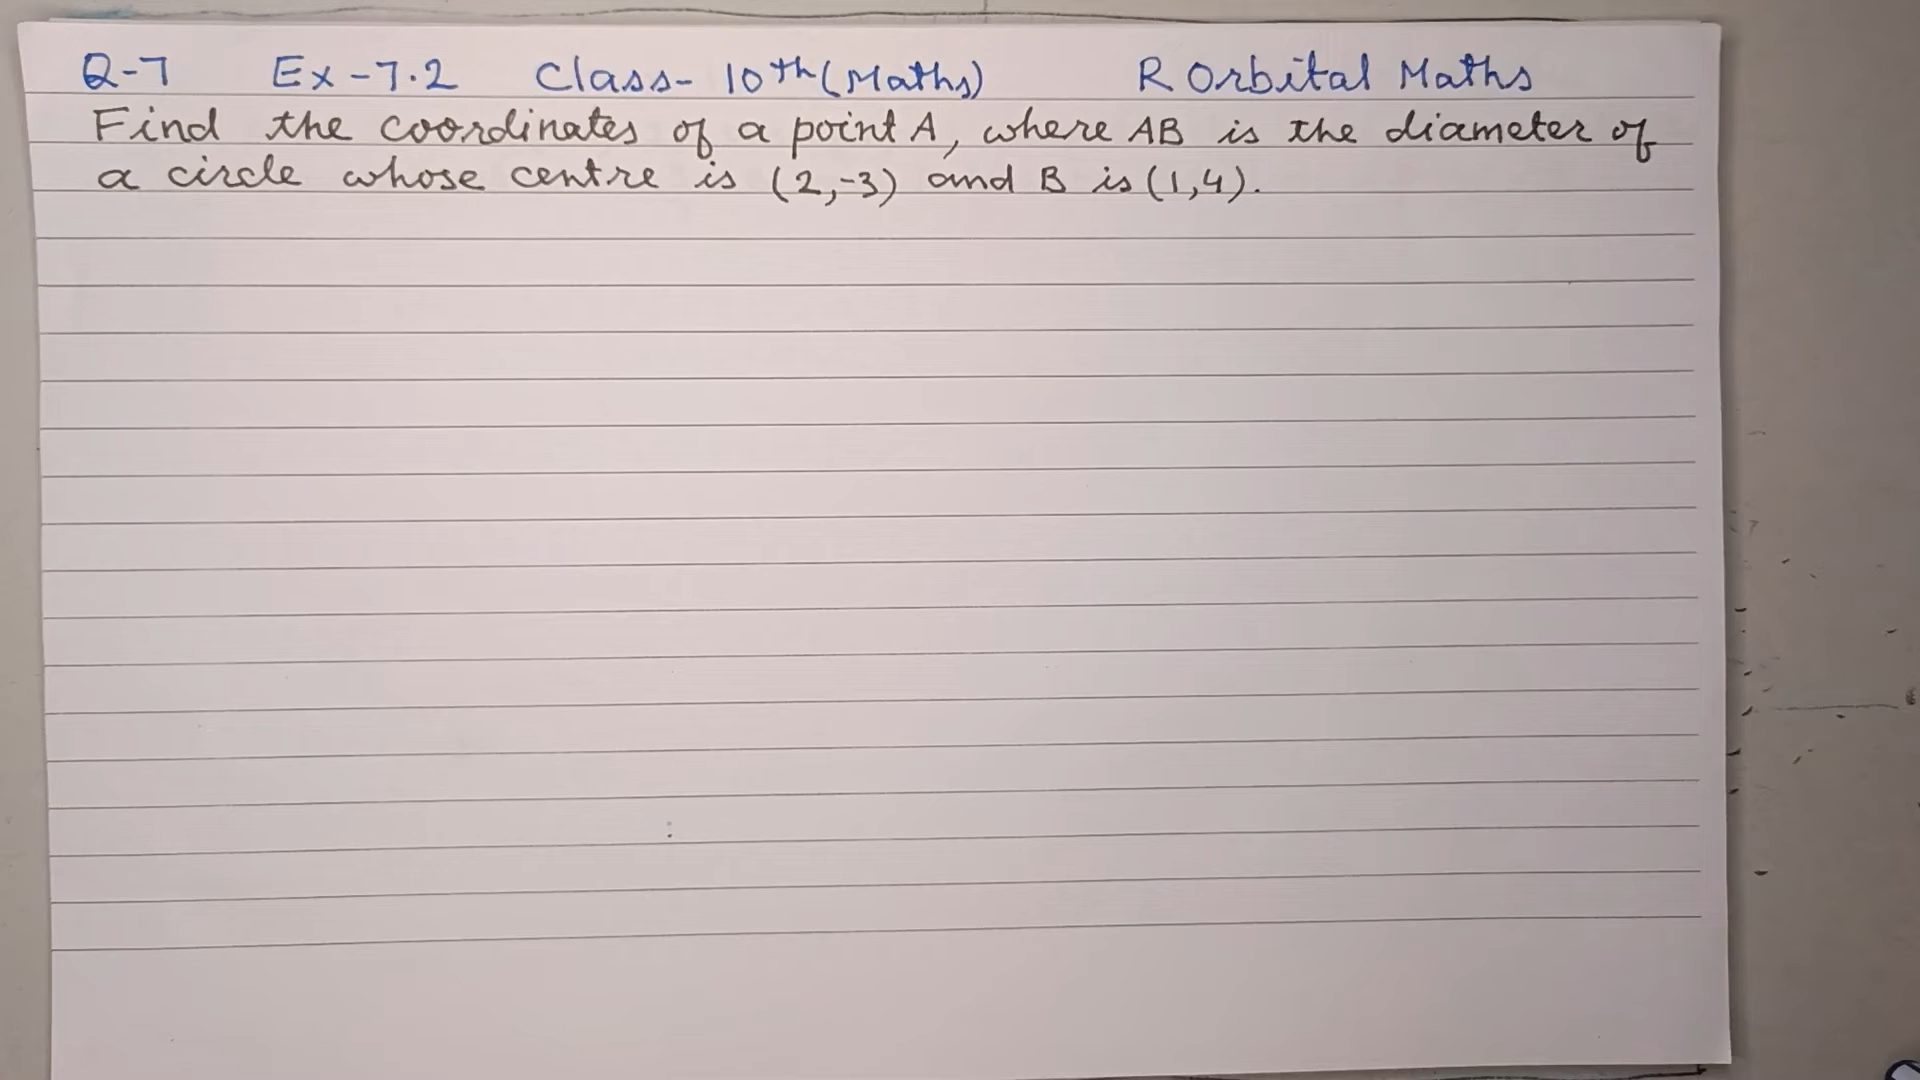 Q-7 Ex-7.2 Class- 10th (Maths) R Orbital Maths
Find the coordinates of a point A, where AB is the diameter of
a circle whose centre is (2,-3) and B is (1,4).